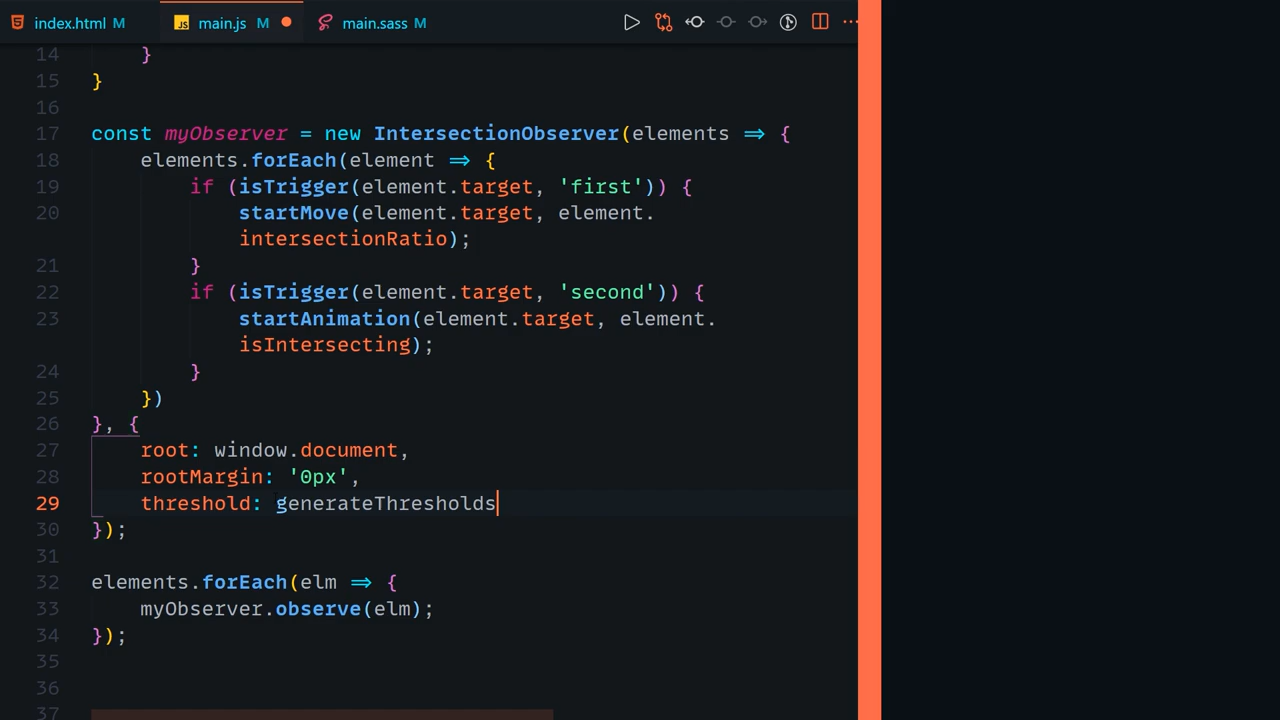 index.html M main.js M main.sass M
14 }
15 }
16
17 const myObserver = new IntersectionObserver(elements => {
18 elements.forEach(element => {
19 if (isTrigger(element.target, 'first')) {
20 startMove(element.target, element.
intersectionRatio);
21 }
22 if (isTrigger(element.target, 'second')) {
23 startAnimation(element.target, element.
isIntersecting);
24 }
25 })
26 }, {
27 root: window.document,
28 rootMargin: '0px',
29 threshold: generateThresholds
30 });
31
32 elements.forEach(elm => {
33 myObserver.observe(elm);
34 });
35
36
37